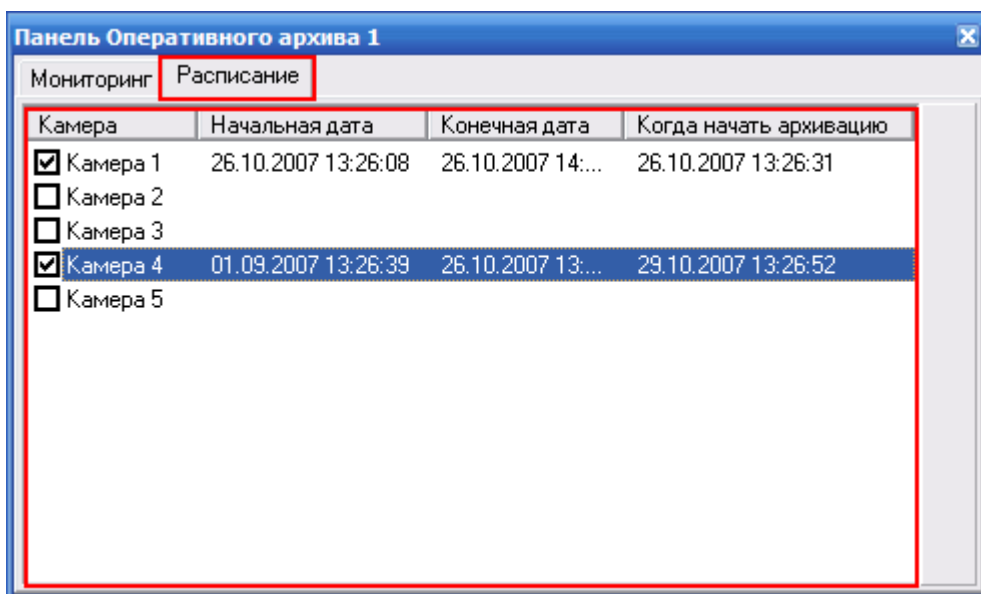 Панель Оперативного архива 1
Мониторинг Расписание
Камера Начальная дата Конечная дата Когда начать архивацию
Камера 1 26.10.2007 13:26:08 26.10.2007 14:... 26.10.2007 13:26:31
Камера 2
Камера 3
Камера 4 01.09.2007 13:26:39 26.10.2007 13:... 29.10.2007 13:26:52
Камера 5